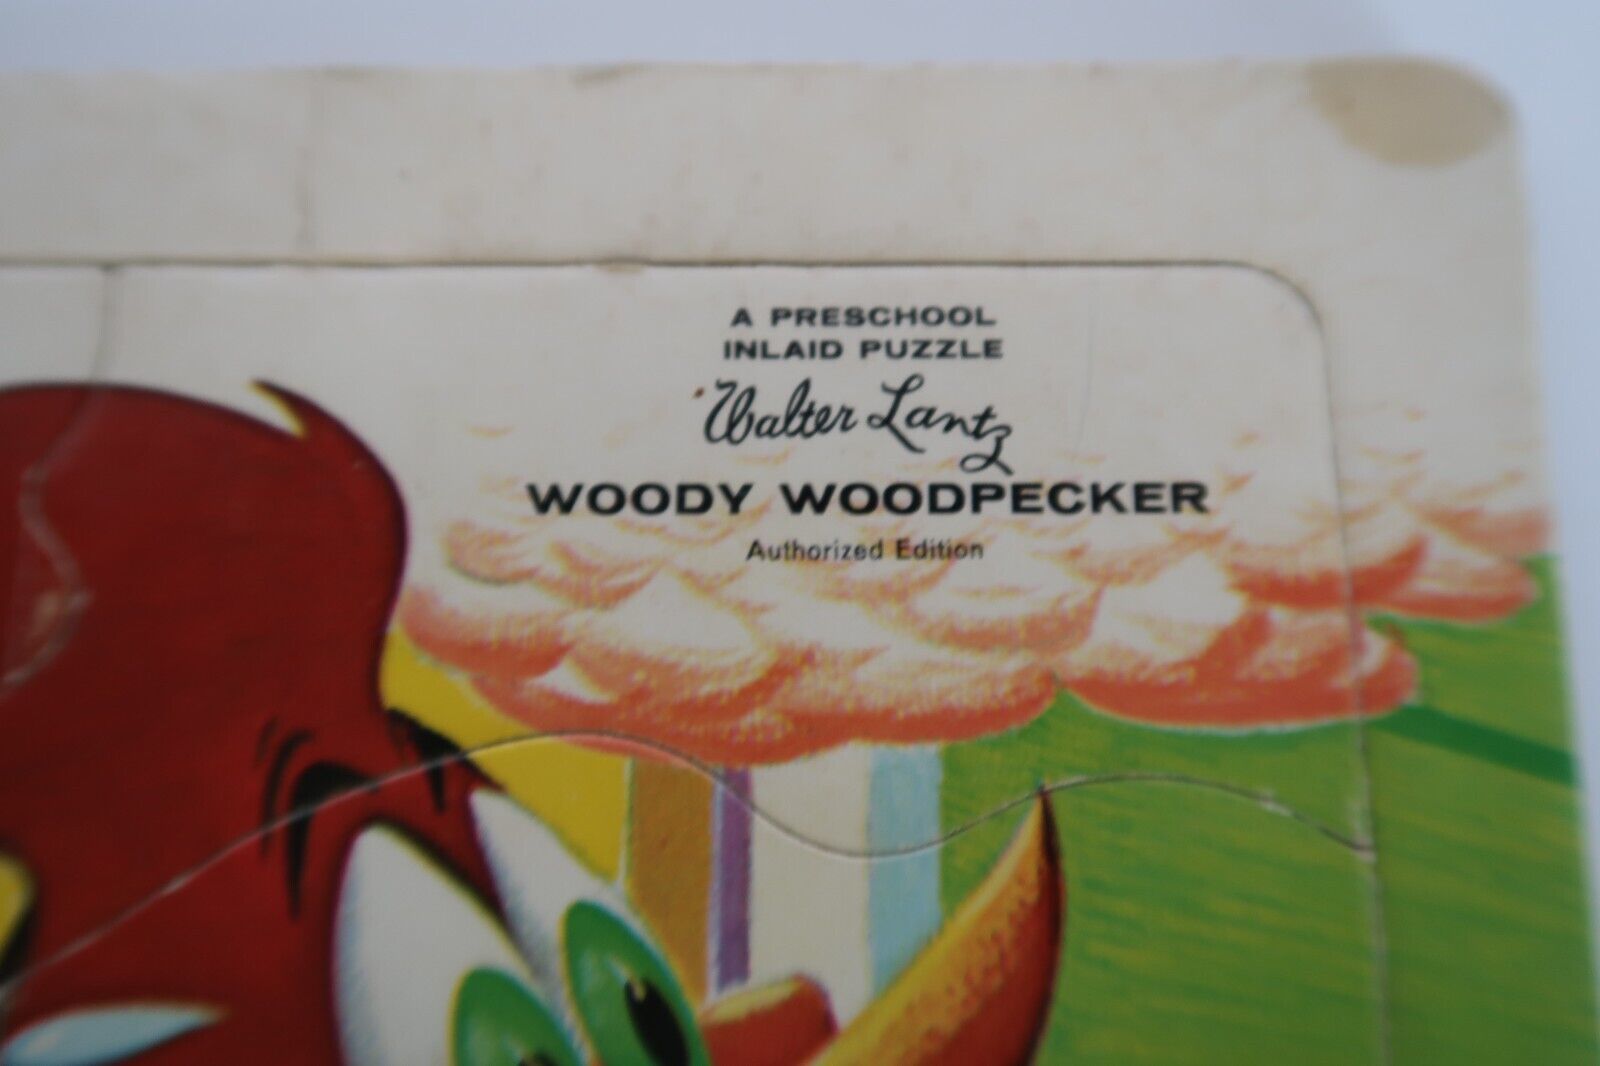 A PRESCHOOL
INLAID PUZZLE
Walter Lantz
WOODY WOODPECKER
Authorized Edition